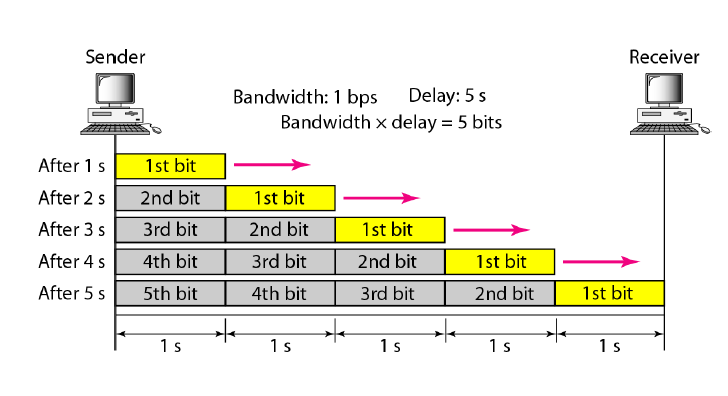 Sender
Receiver
Bandwidth: 1 bps Delay: 5 s
Bandwidth × delay = 5 bits
After 1 s 1st bit
After 2 s 2nd bit 1st bit
After 3 s 3rd bit 2nd bit 1st bit
After 4 s 4th bit 3rd bit 2nd bit 1st bit
After 5 s 5th bit 4th bit 3rd bit 2nd bit 1st bit
1 s 1 s 1 s 1 s 1 s